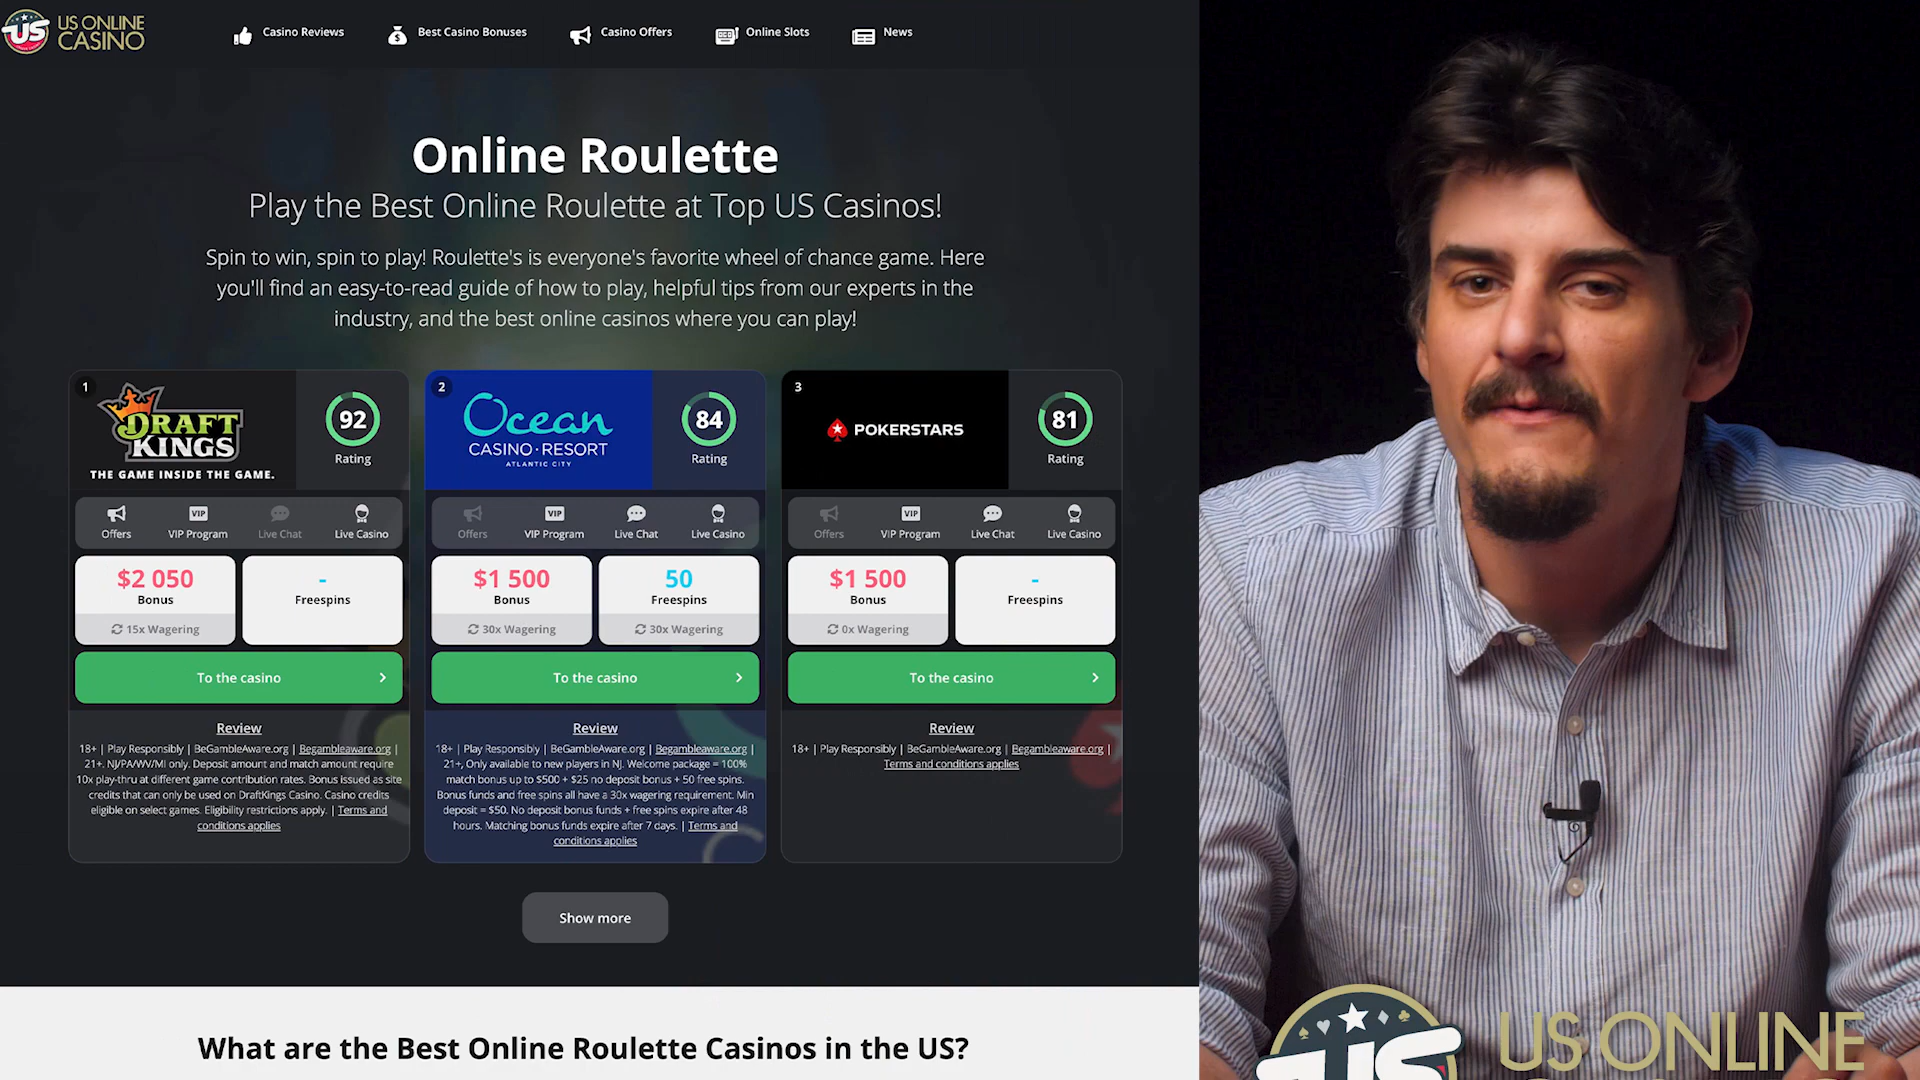 US ONLINE
CASINO
Casino Reviews
Best Casino Bonuses
Casino Offers
Online Slots
News
Online Roulette
Play the Best Online Roulette at Top US Casinos!
Spin to win, spin to play! Roulette's is everyone's favorite wheel of chance game. Here
you'll find an easy-to-read guide of how to play, helpful tips from our experts in the
industry, and the best online casinos where you can play!
1
DRAFT
KINGS
THE GAME INSIDE THE GAME.
92
Rating
Offers
VIP
VIP Program
Live Chat
Live Casino
$2 050
Bonus
15x Wagering
-
Freespins
To the casino
Review
18+ | Play Responsibly | BeGambleAware.org | Begambleaware.org |
21+. NJ/PA/WV/MI only. Deposit amount and match amount require
10x play-thru at different game contribution rates. Bonus issued as site
credits that can only be used on DraftKings Casino. Casino credits
eligible on select games. Eligibility restrictions apply. | Terms and
conditions applies
2
Ocean
CASINO · RESORT
ATLANTIC CITY
84
Rating
Offers
VIP
VIP Program
Live Chat
Live Casino
$1 500
Bonus
30x Wagering
50
Freespins
30x Wagering
To the casino
Review
18+ | Play Responsibly | BeGambleAware.org | Begambleaware.org |
21+, Only available to new players in NJ. Welcome package = 100%
match bonus up to $500 + $25 no deposit bonus + 50 free spins.
Bonus funds and free spins all have a 30x wagering requirement. Min
deposit = $50. No deposit bonus funds + free spins expire after 48
hours. Matching bonus funds expire after 7 days. | Terms and
conditions applies
3
POKERSTARS
81
Rating
Offers
VIP
VIP Program
Live Chat
Live Casino
$1 500
Bonus
0x Wagering
-
Freespins
To the casino
Review
18+ | Play Responsibly | BeGambleAware.org | Begambleaware.org |
Terms and conditions applies
Show more
What are the Best Online Roulette Casinos in the US?
US
US ONLINE